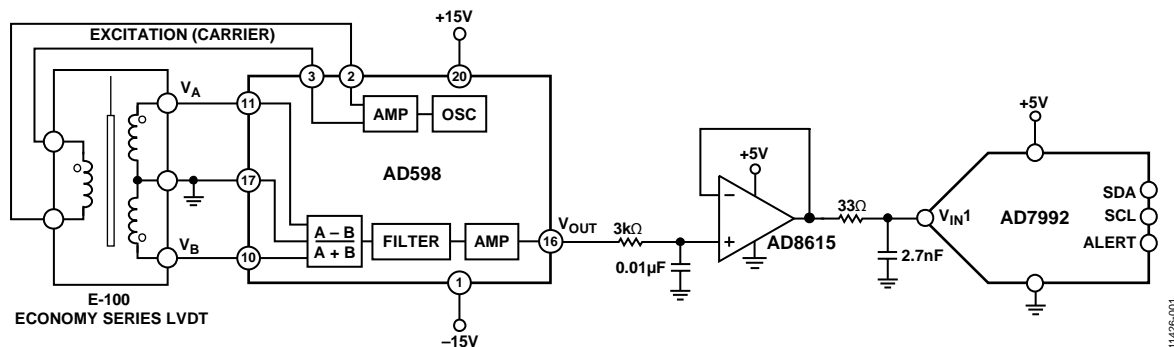 EXCITATION (CARRIER)
+15V
3
2
20
V_A
11
AMP
OSC
AD598
17
A – B
A + B
FILTER
AMP
16
V_OUT
V_B
10
1
–15V
E-100
ECONOMY SERIES LVDT
3kΩ
0.01µF
+5V
–
+
AD8615
33Ω
2.7nF
+5V
V_IN1
AD7992
SDA
SCL
ALERT
11426-001